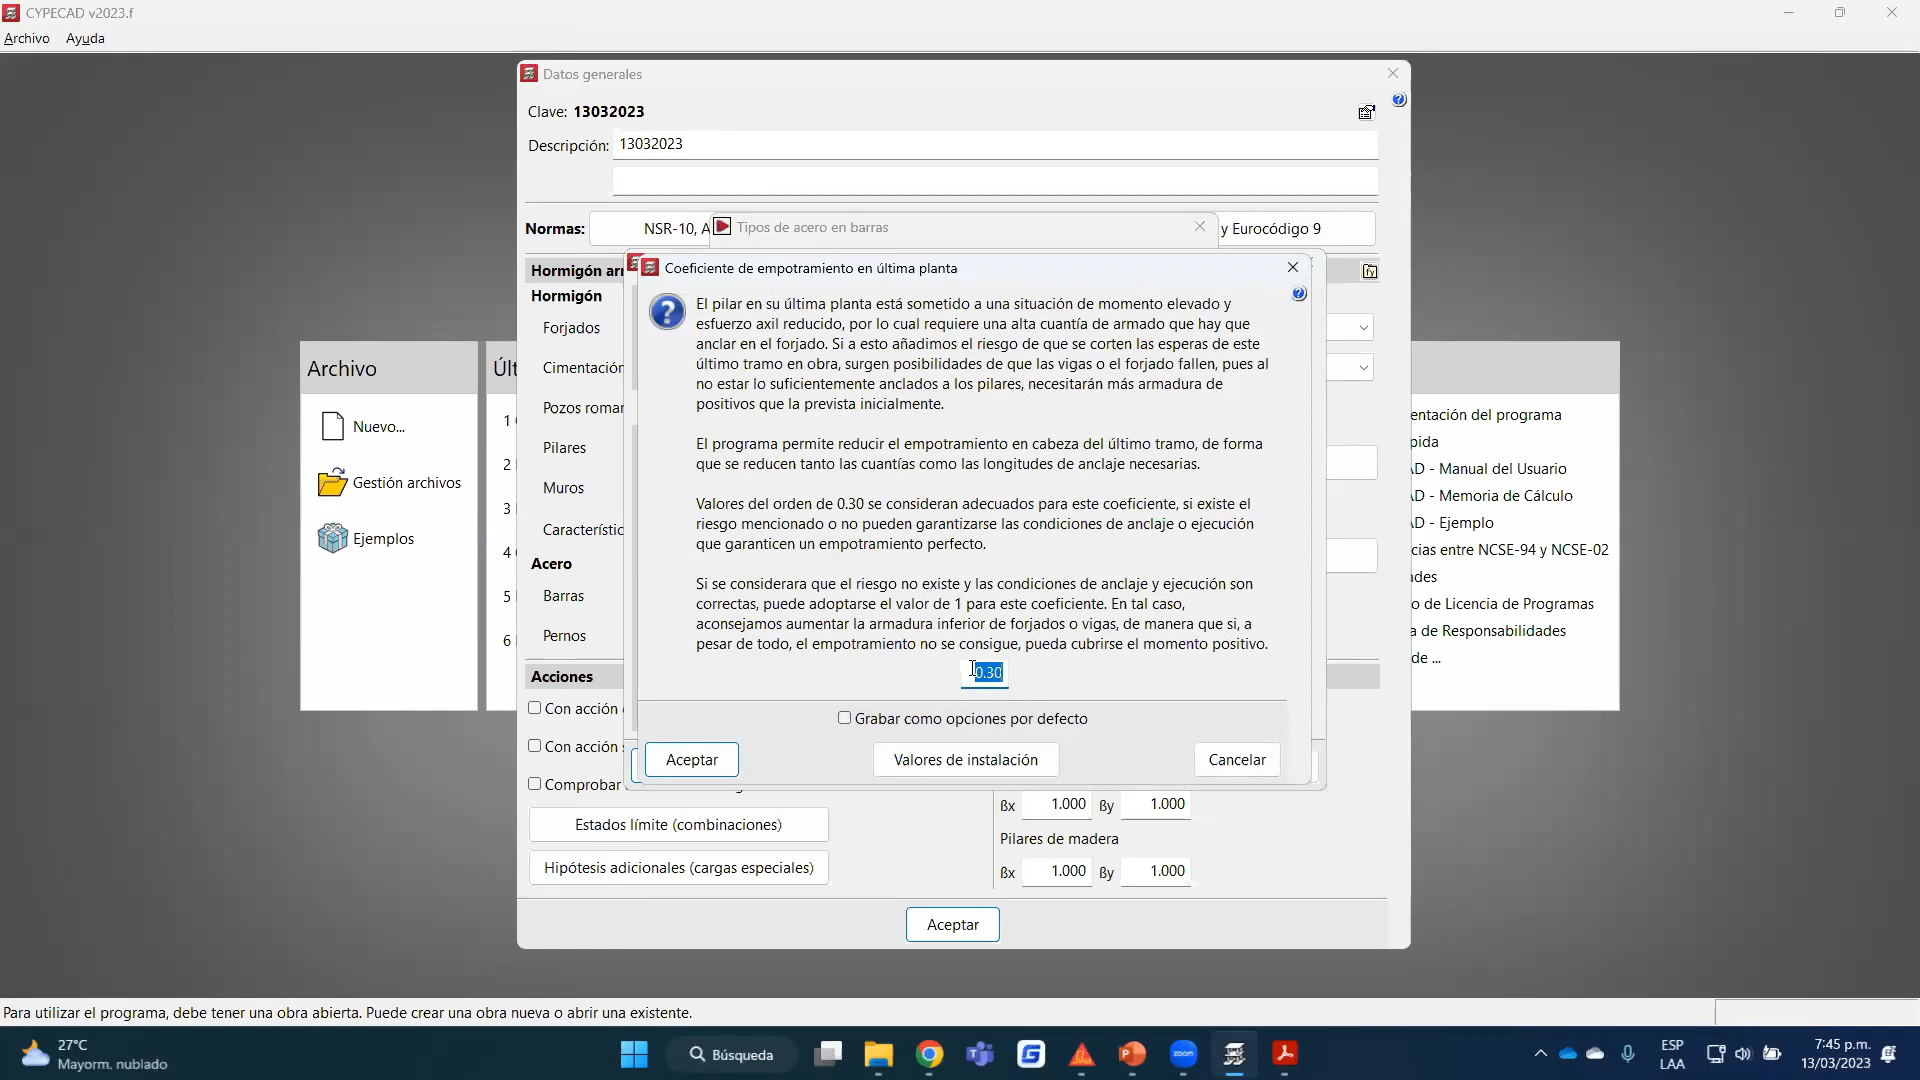 CYPECAD v2023.f
Archivo Ayuda
Datos generales
Clave: 13032023
Descripción: 13032023
Normas: NSR-10, A y Eurocódigo 9
Tipos de acero en barras
Hormigón
Forjados
Cimentación
Pilares
Muros
Acero
Barras
Pernos
Acciones
Con acción
Con acción
Comprobar
Estados límite (combinaciones)
Hipótesis adicionales (cargas especiales)
ßx 1.000 ßy 1.000
Pilares de madera
ßx 1.000 ßy 1.000
Aceptar
Coeficiente de empotramiento en última planta
El pilar en su última planta está sometido a una situación de momento elevado y
esfuerzo axil reducido, por lo cual requiere una alta cuantía de armado que hay que
anclar en el forjado. Si a esto añadimos el riesgo de que se corten las esperas de este
último tramo en obra, surgen posibilidades de que las vigas o el forjado fallen, pues al
no estar lo suficientemente anclados a los pilares, necesitarán más armadura de
positivos que la prevista inicialmente.
El programa permite reducir el empotramiento en cabeza del último tramo, de forma
que se reducen tanto las cuantías como las longitudes de anclaje necesarias.
Valores del orden de 0.30 se consideran adecuados para este coeficiente, si existe el
riesgo mencionado o no pueden garantizarse las condiciones de anclaje o ejecución
que garanticen un empotramiento perfecto.
Si se considerara que el riesgo no existe y las condiciones de anclaje y ejecución son
correctas, puede adoptarse el valor de 1 para este coeficiente. En tal caso,
aconsejamos aumentar la armadura inferior de forjados o vigas, de manera que si, a
pesar de todo, el empotramiento no se consigue, pueda cubrirse el momento positivo.
0.30
Grabar como opciones por defecto
Aceptar Valores de instalación Cancelar
Archivo
Nuevo...
Gestión archivos
Ejemplos
1
2
3
4
5
6
del programa
- Manual del Usuario
- Memoria de Cálculo
- Ejemplo
entre NCSE-94 y NCSE-02
de Licencia de Programas
de Responsabilidades
de ...
Para utilizar el programa, debe tener una obra abierta. Puede crear una obra nueva o abrir una existente.
27°C
Mayorm. nublado
Búsqueda
zoom
ESP
LAA
7:45 p.m.
13/03/2023